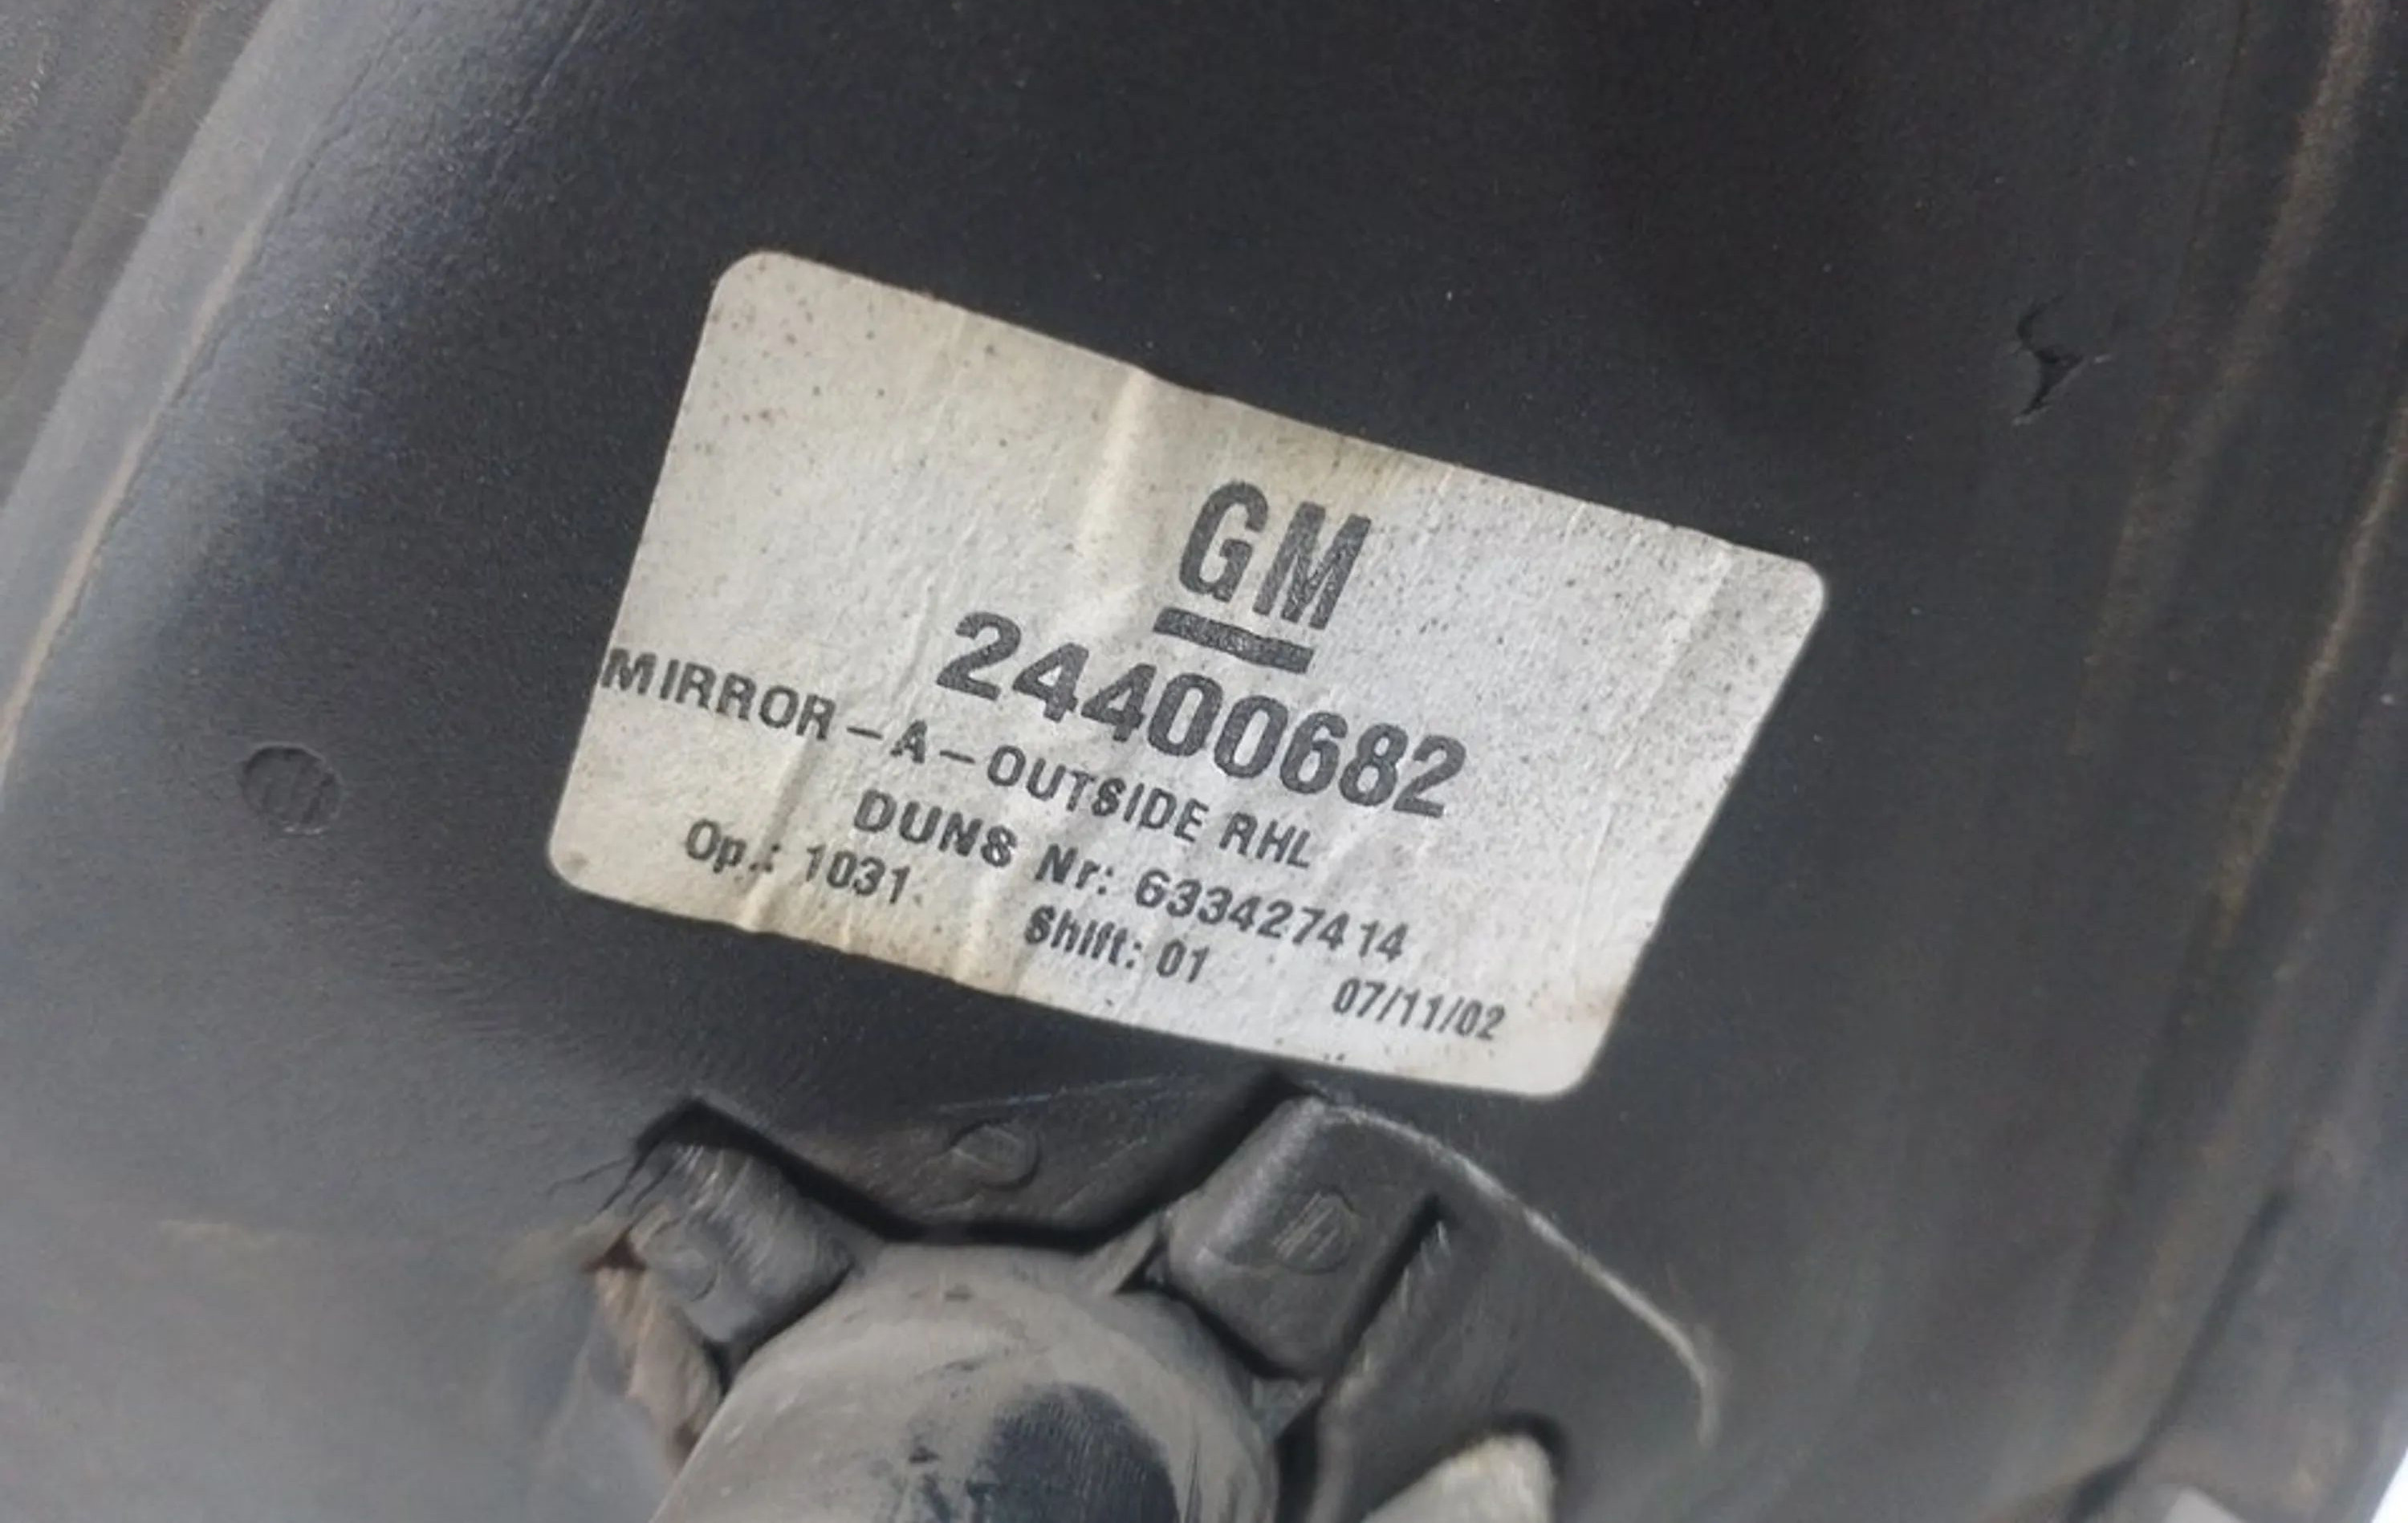 GM
24400682
MIRROR-A-OUTSIDE RHL
DUNS Nr: 633427414
Op.: 1031 Shift: 01 07/11/02